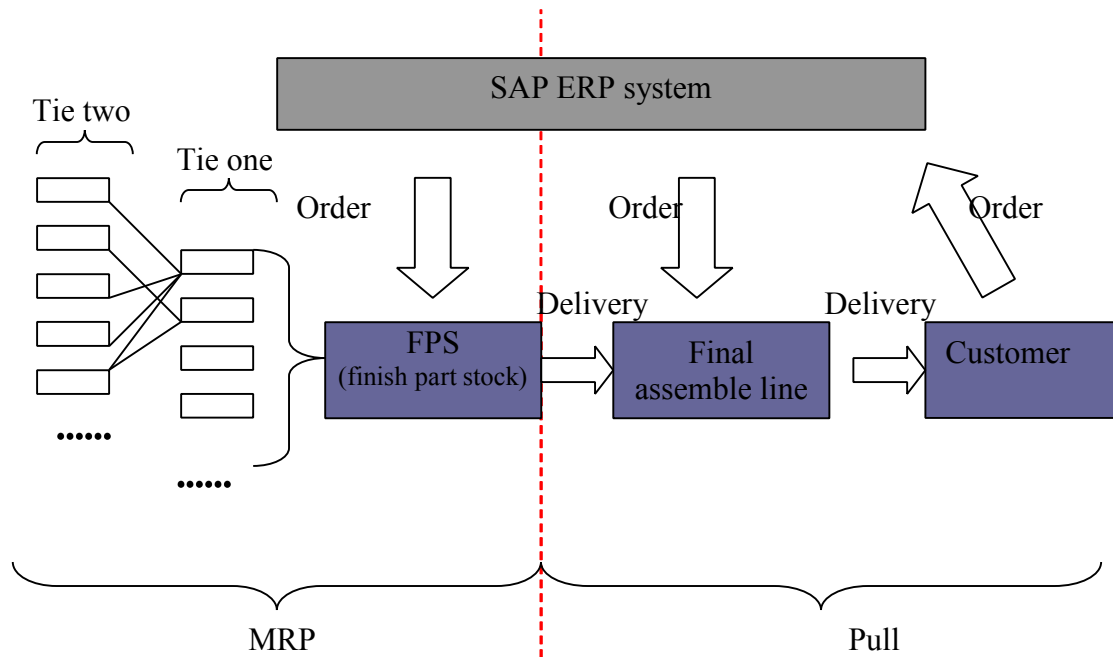 SAP ERP system
Tie two
Tie one
Order
Order
Order
Delivery
Delivery
FPS
(finish part stock)
Final
assemble line
Customer
......
......
MRP
Pull